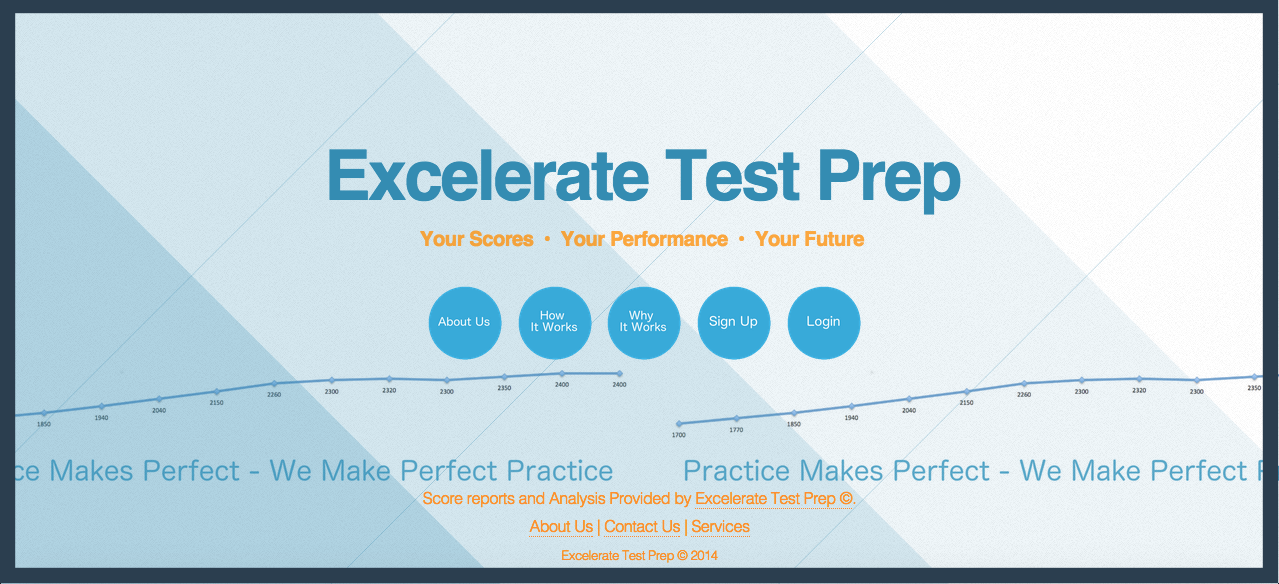 Excelerate Test Prep
Your Scores • Your Performance • Your Future
About Us
How
It Works
Why
It Works
Sign Up
Login
1850 1940 2040 2150 2260 2300 2320 2300 2350 2400 2400
1700 1770 1850 1940 2040 2150 2260 2300 2320 2300 2350
ce Makes Perfect - We Make Perfect Practice
Practice Makes Perfect - We Make Perfect
Score reports and Analysis Provided by Excelerate Test Prep ©.
About Us | Contact Us | Services
Excelerate Test Prep © 2014